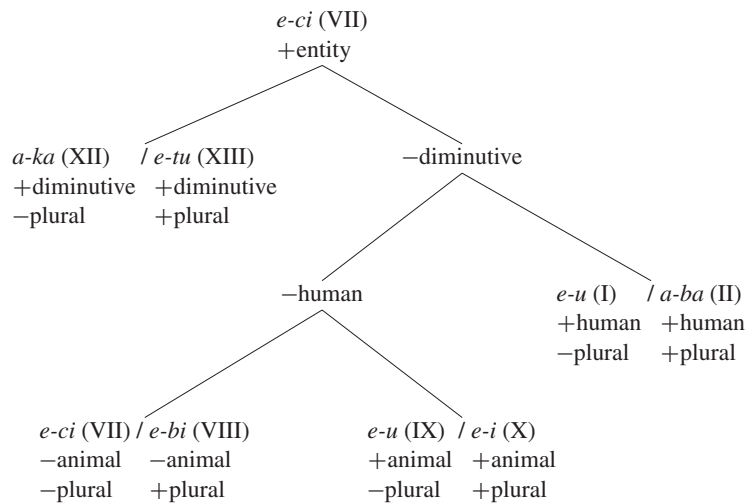 e-ci (VII)
+entity
a-ka (XII) / e-tu (XIII)
+diminutive +diminutive
−plural +plural
−diminutive
−human
e-u (I) / a-ba (II)
+human +human
−plural +plural
e-ci (VII) / e-bi (VIII)
−animal −animal
−plural +plural
e-u (IX) / e-i (X)
+animal +animal
−plural +plural